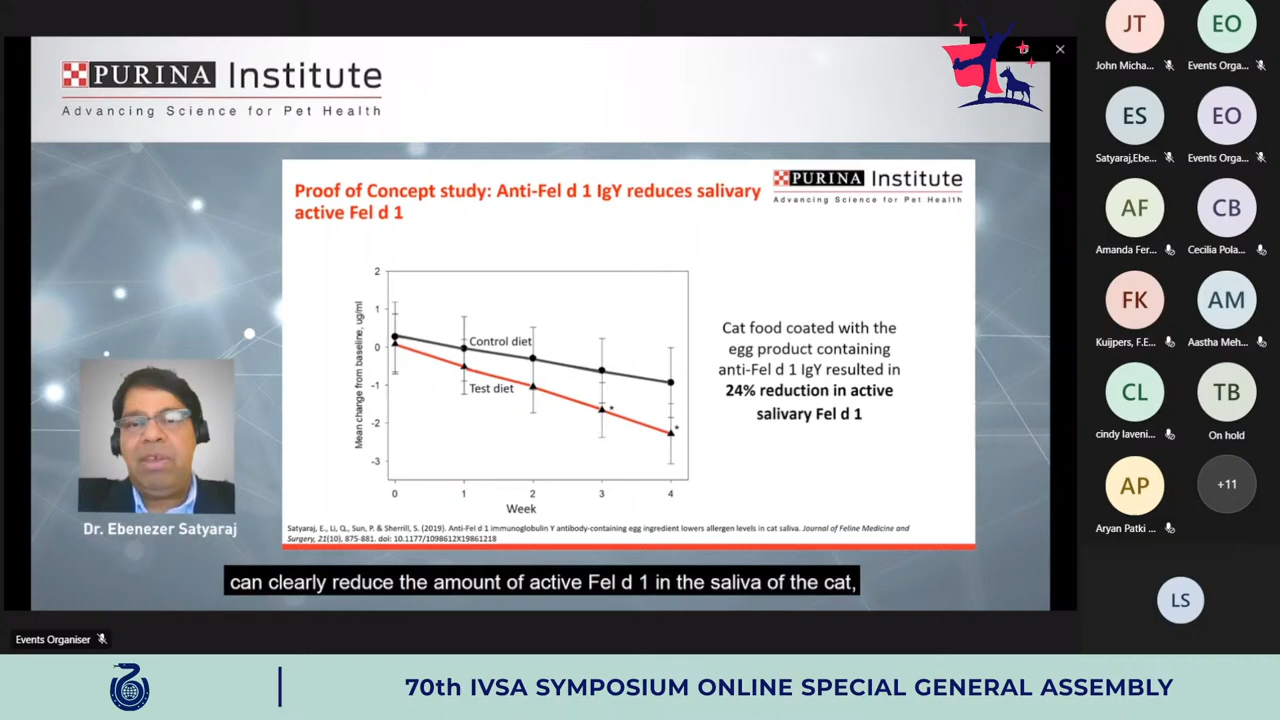 PURINA Institute
Advancing Science for Pet Health
Proof of Concept study: Anti-Fel d 1 IgY reduces salivary
active Fel d 1
PURINA Institute
Advancing Science for Pet Health
Mean change from baseline, ug/ml
2
1
0
-1
-2
-3
Control diet
Test diet
*
*
0
1
2
3
4
Week
Cat food coated with the
egg product containing
anti-Fel d 1 IgY resulted in
24% reduction in active
salivary Fel d 1
Satyaraj, E., Li, Q., Sun, P. & Sherrill, S. (2019). Anti-Fel d 1 immunoglobulin Y antibody-containing egg ingredient lowers allergen levels in cat saliva. Journal of Feline Medicine and
Surgery, 21(10), 875-881. doi: 10.1177/1098612X19861218
Dr. Ebenezer Satyaraj
can clearly reduce the amount of active Fel d 1 in the saliva of the cat,
Events Organiser
JT
John Micha...
EO
Events Orga...
ES
Satyaraj,Ebe...
EO
Events Orga...
AF
Amanda Fer...
CB
Cecilia Pola...
FK
Kuijpers, F.E...
AM
Aastha Meh...
CL
cindy laveni...
TB
On hold
AP
Aryan Patki ...
+11
LS
70th IVSA SYMPOSIUM ONLINE SPECIAL GENERAL ASSEMBLY